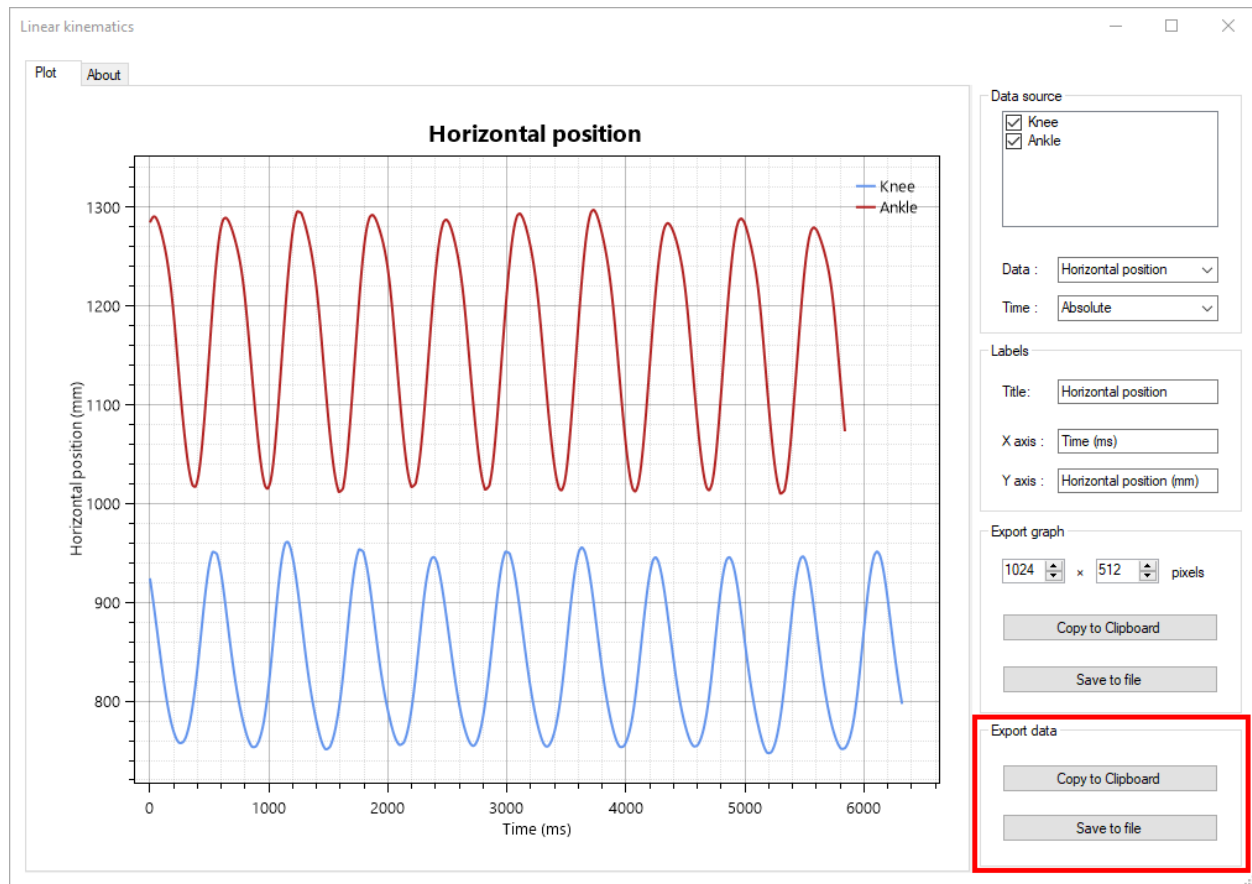 Linear kinematics
Plot
About
Horizontal position
Knee
Ankle
1300
1200
1100
1000
900
800
Horizontal position (mm)
0 1000 2000 3000 4000 5000 6000
Time (ms)
Data source
Knee
Ankle
Data : Horizontal position
Time : Absolute
Labels
Title: Horizontal position
X axis : Time (ms)
Y axis : Horizontal position (mm)
Export graph
1024 × 512 pixels
Copy to Clipboard
Save to file
Export data
Copy to Clipboard
Save to file